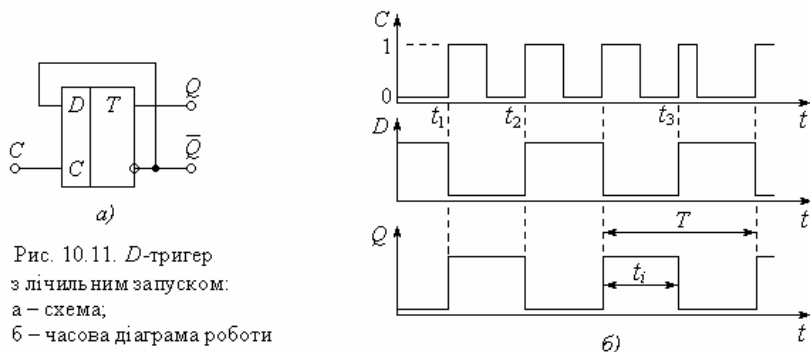 D T
C
C
Q
Q̅
а)
Рис. 10.11. D-тригер
з лічильним запуском:
а – схема;
б – часова діаграма роботи
C
1
0
t₁ t₂ t₃ t
D
t
T
Q
tᵢ
t
б)